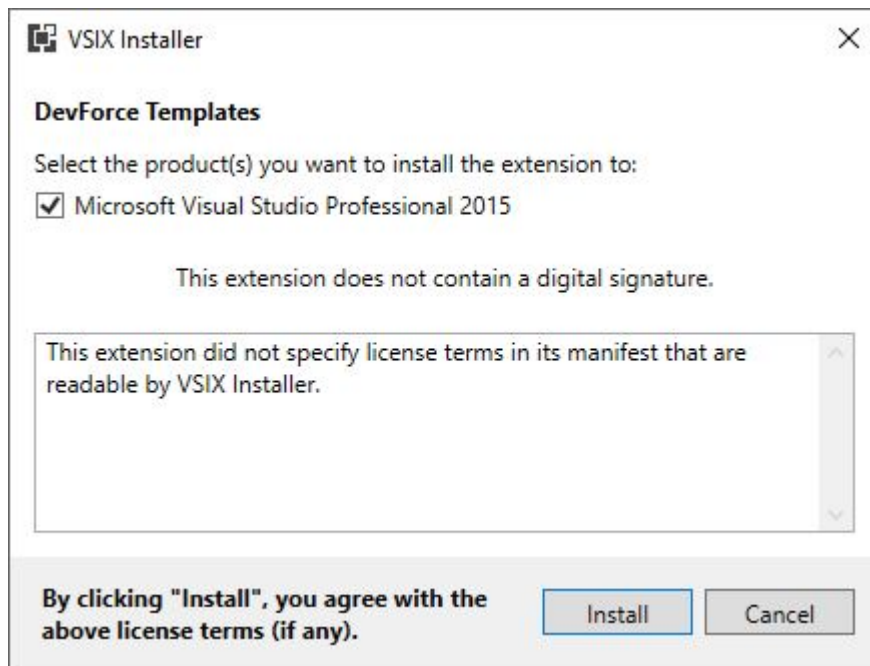 VSIX Installer
DevForce Templates
Select the product(s) you want to install the extension to:
Microsoft Visual Studio Professional 2015
This extension does not contain a digital signature.
This extension did not specify license terms in its manifest that are
readable by VSIX Installer.
By clicking "Install", you agree with the
above license terms (if any).
Install
Cancel